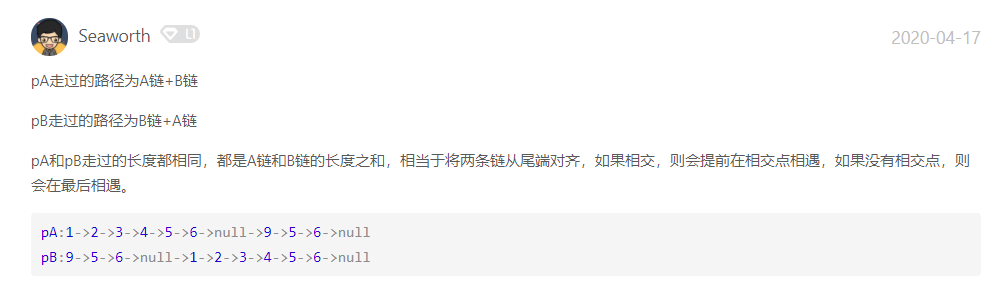 Seaworth L1 2020-04-17
pA走过的路径为A链+B链
pB走过的路径为B链+A链
pA和pB走过的长度都相同，都是A链和B链的长度之和，相当于将两条链从尾端对齐，如果相交，则会提前在相交点相遇，如果没有相交点，则
会在最后相遇。
pA:1->2->3->4->5->6->null->9->5->6->null
pB:9->5->6->null->1->2->3->4->5->6->null